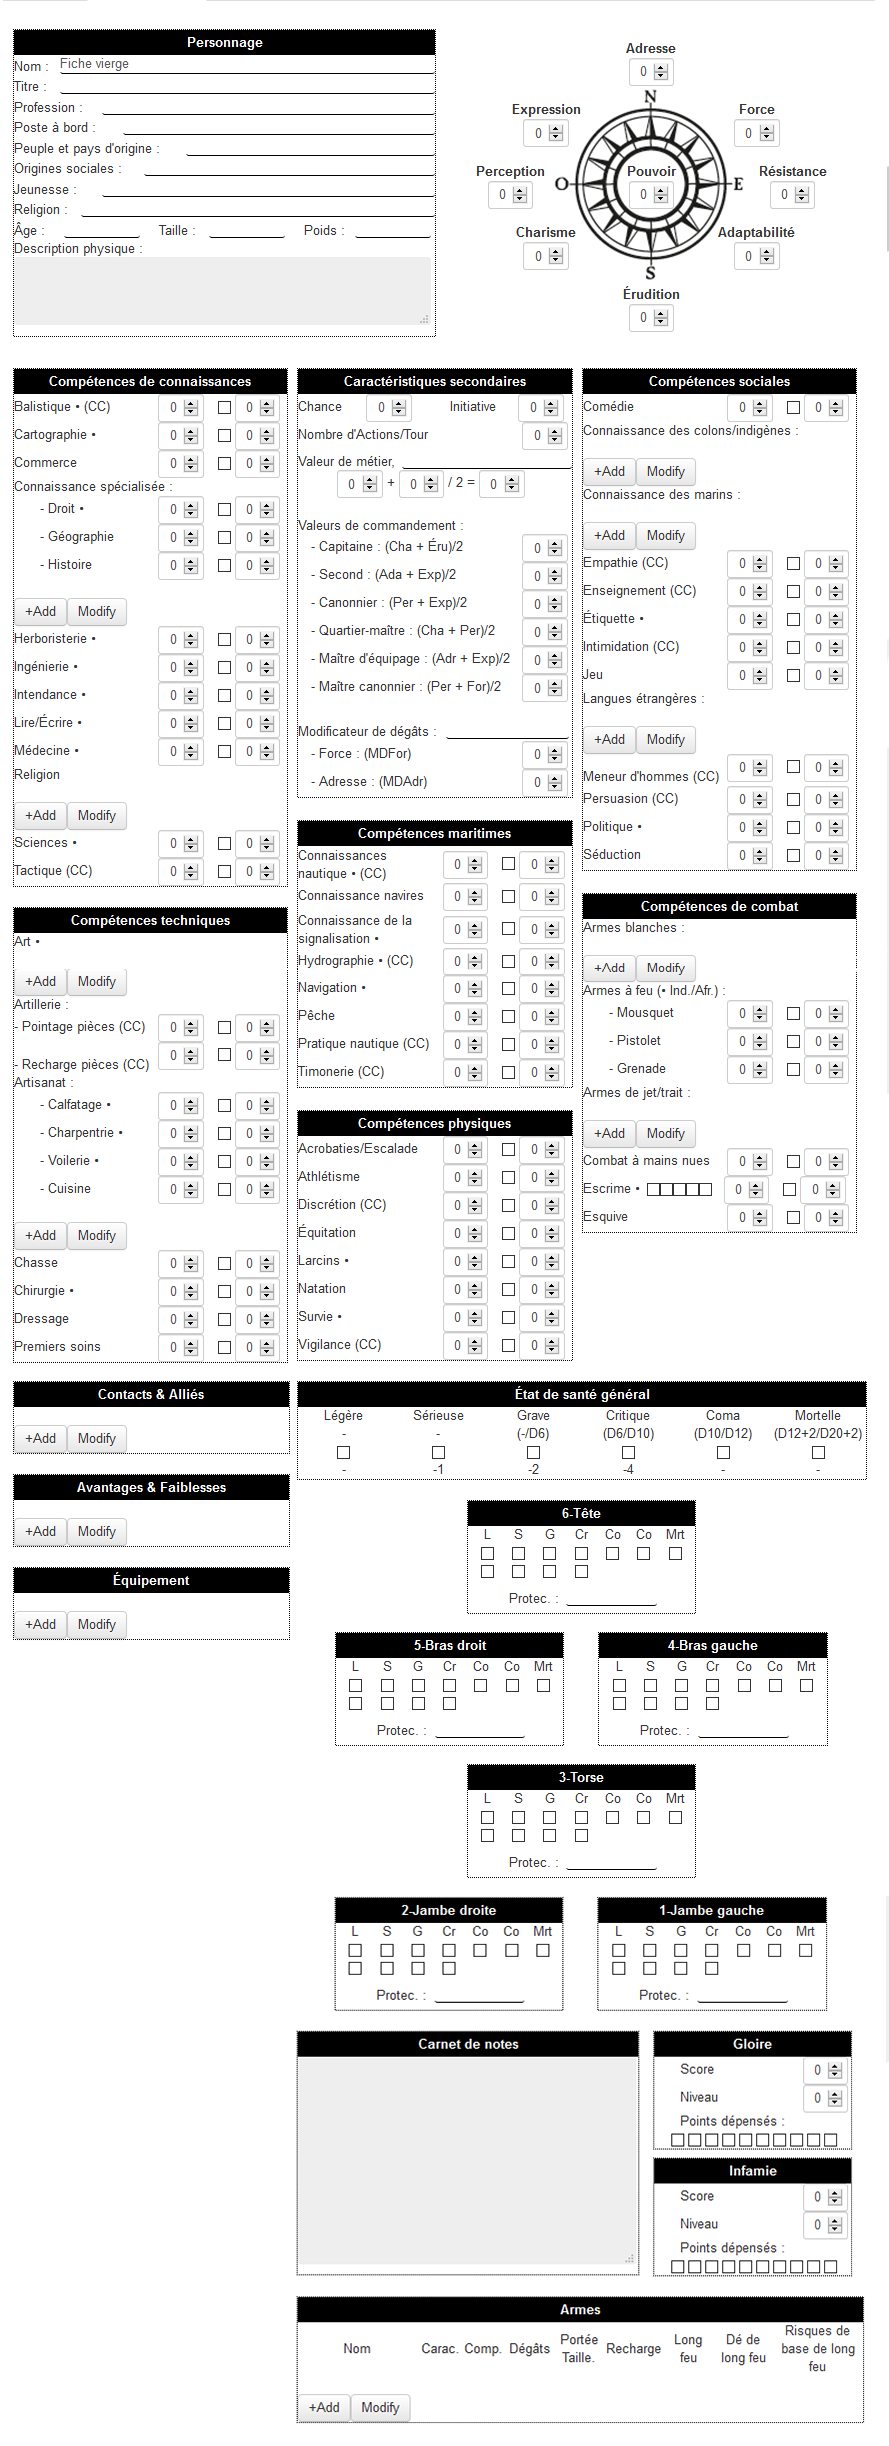 Personnage
Nom : Fiche vierge
Titre :
Profession :
Poste à bord :
Peuple et pays d'origine :
Origines sociales :
Jeunesse :
Religion :
Âge : Taille : Poids :
Description physique :
Adresse
0
N
Expression Force
0 0
Perception Pouvoir Résistance
0 O 0 E 0
Charisme Adaptabilité
0 0
S
Érudition
0
Compétences de connaissances
Balistique • (CC) 0 0
Cartographie • 0 0
Commerce 0 0
Connaissance spécialisée :
- Droit • 0 0
- Géographie 0 0
- Histoire 0 0
+Add Modify
Herboristerie • 0 0
Ingénierie • 0 0
Intendance • 0 0
Lire/Écrire • 0 0
Médecine • 0 0
Religion
+Add Modify
Sciences • 0 0
Tactique (CC) 0 0
Compétences techniques
Art •
+Add Modify
Artillerie :
- Pointage pièces (CC) 0 0
- Recharge pièces (CC) 0 0
Artisanat :
- Calfatage • 0 0
- Charpentrie • 0 0
- Voilerie • 0 0
- Cuisine 0 0
+Add Modify
Chasse 0 0
Chirurgie • 0 0
Dressage 0 0
Premiers soins 0 0
Contacts & Alliés
+Add Modify
Avantages & Faiblesses
+Add Modify
Équipement
+Add Modify
Caractéristiques secondaires
Chance 0 Initiative 0
Nombre d'Actions/Tour 0
Valeur de métier,
0 + 0 / 2 = 0
Valeurs de commandement :
- Capitaine : (Cha + Éru)/2 0
- Second : (Ada + Exp)/2 0
- Canonnier : (Per + Exp)/2 0
- Quartier-maître : (Cha + Per)/2 0
- Maître d'équipage : (Adr + Exp)/2 0
- Maître canonnier : (Per + For)/2 0
Modificateur de dégâts :
- Force : (MDFor) 0
- Adresse : (MDAdr) 0
Compétences maritimes
Connaissances
nautique • (CC) 0 0
Connaissance navires 0 0
Connaissance de la
signalisation • 0 0
Hydrographie • (CC) 0 0
Navigation • 0 0
Pêche 0 0
Pratique nautique (CC) 0 0
Timonerie (CC) 0 0
Compétences physiques
Acrobaties/Escalade 0 0
Athlétisme 0 0
Discrétion (CC) 0 0
Équitation 0 0
Larcins • 0 0
Natation 0 0
Survie • 0 0
Vigilance (CC) 0 0
Compétences sociales
Comédie 0 0
Connaissance des colons/indigènes :
+Add Modify
Connaissance des marins :
+Add Modify
Empathie (CC) 0 0
Enseignement (CC) 0 0
Étiquette • 0 0
Intimidation (CC) 0 0
Jeu 0 0
Langues étrangères :
+Add Modify
Meneur d'hommes (CC) 0 0
Persuasion (CC) 0 0
Politique • 0 0
Séduction 0 0
Compétences de combat
Armes blanches :
+Add Modify
Armes à feu (• Ind./Afr.) :
- Mousquet 0 0
- Pistolet 0 0
- Grenade 0 0
Armes de jet/trait :
+Add Modify
Combat à mains nues 0 0
Escrime • 0 0
Esquive 0 0
État de santé général
Légère Sérieuse Grave Critique Coma Mortelle
- - (-/D6) (D6/D10) (D10/D12) (D12+2/D20+2)
- -1 -2 -4 - -
6-Tête
L S G Cr Co Co Mrt
Protec. :
5-Bras droit
L S G Cr Co Co Mrt
Protec. :
4-Bras gauche
L S G Cr Co Co Mrt
Protec. :
3-Torse
L S G Cr Co Co Mrt
Protec. :
2-Jambe droite
L S G Cr Co Co Mrt
Protec. :
1-Jambe gauche
L S G Cr Co Co Mrt
Protec. :
Carnet de notes
Gloire
Score 0
Niveau 0
Points dépensés :
Infamie
Score 0
Niveau 0
Points dépensés :
Armes
Nom Carac. Comp. Dégâts Portée Taille. Recharge Long feu Dé de long feu Risques de base de long feu
+Add Modify